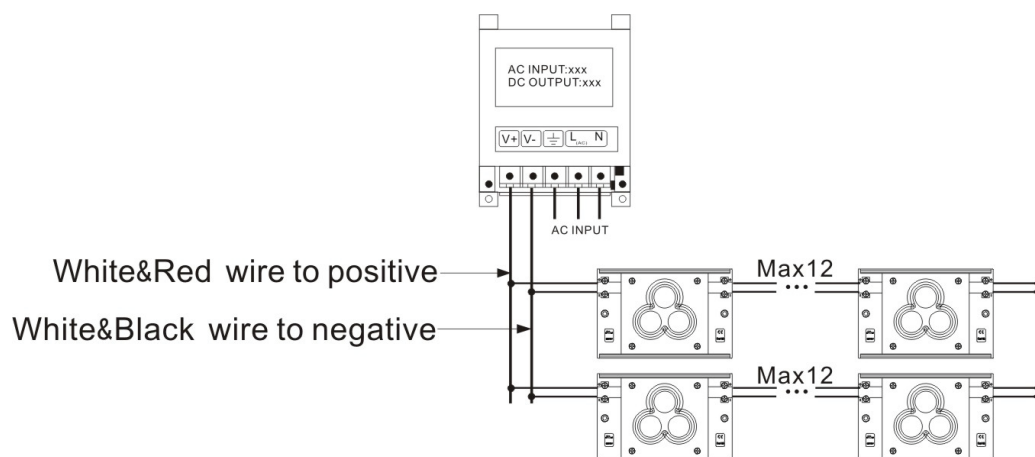 AC INPUT:xxx
DC OUTPUT:xxx
V+ V- L (AC) N
AC INPUT
White&Red wire to positive
Max12
White&Black wire to negative
Max12